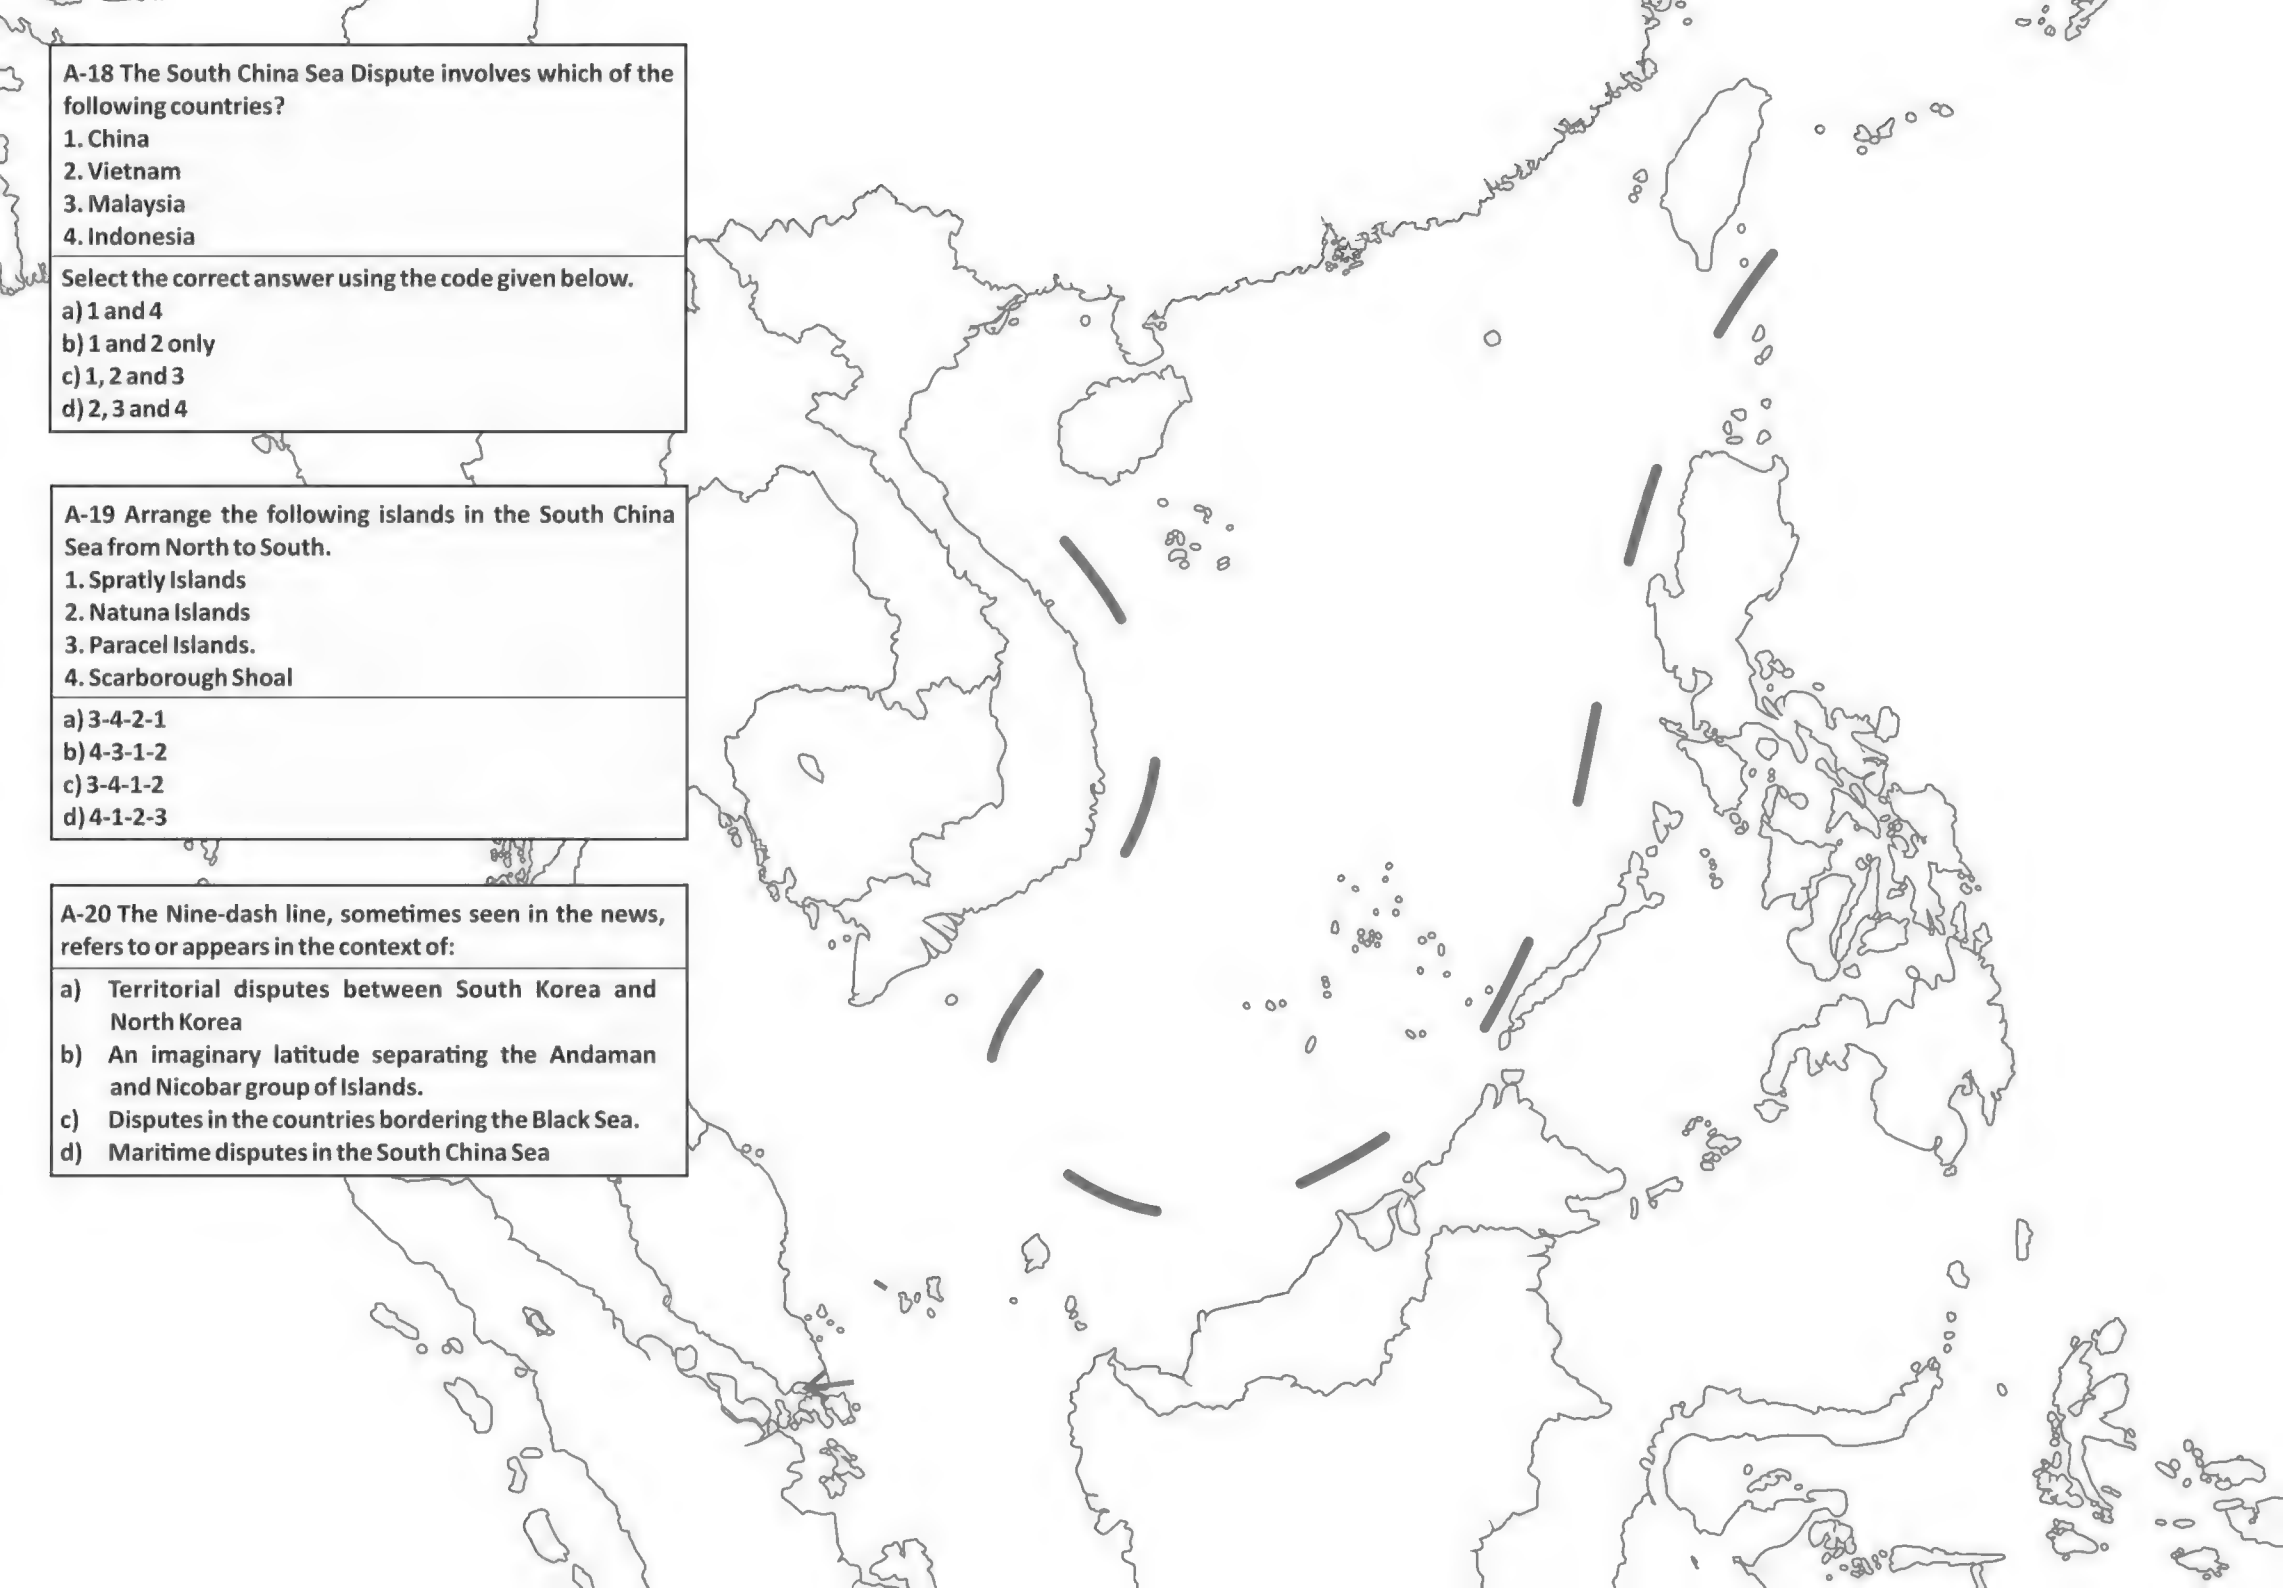 A-18 The South China Sea Dispute involves which of the
following countries?
1. China
2. Vietnam
3. Malaysia
4. Indonesia
Select the correct answer using the code given below.
a) 1 and 4
b) 1 and 2 only
c) 1, 2 and 3
d) 2, 3 and 4
A-19 Arrange the following islands in the South China
Sea from North to South.
1. Spratly Islands
2. Natuna Islands
3. Paracel Islands.
4. Scarborough Shoal
a) 3-4-2-1
b) 4-3-1-2
c) 3-4-1-2
d) 4-1-2-3
A-20 The Nine-dash line, sometimes seen in the news,
refers to or appears in the context of:
a) Territorial disputes between South Korea and
North Korea
b) An imaginary latitude separating the Andaman
and Nicobar group of Islands.
c) Disputes in the countries bordering the Black Sea.
d) Maritime disputes in the South China Sea